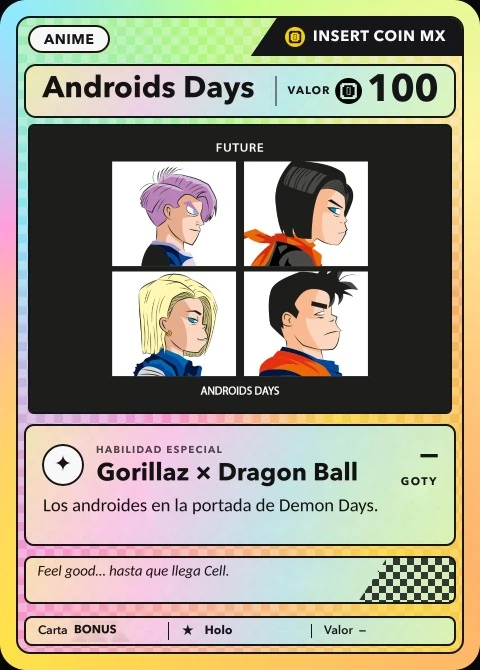 ANIME
INSERT COIN MX
Androids Days
VALOR 100
FUTURE
ANDROIDS DAYS
HABILIDAD ESPECIAL
Gorillaz × Dragon Ball
–
GOTY
Los androides en la portada de Demon Days.
Feel good... hasta que llega Cell.
Carta BONUS
★ Holo
Valor –